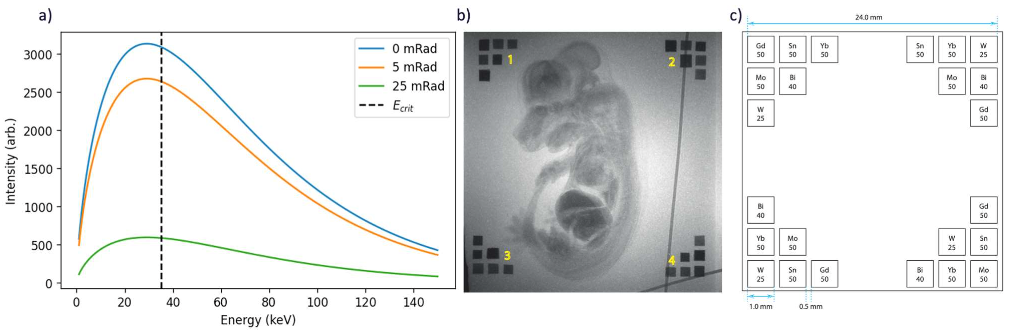 a)
Intensity (arb.)
3000
2500
2000
1500
1000
500
0
0 mRad
5 mRad
25 mRad
E_crit
0 20 40 60 80 100 120 140
Energy (keV)
b)
1
2
3
4
c)
24.0 mm
Gd 50 Sn 50 Yb 50 Sn 50 Yb 50 W 25
Mo 50 Bi 40 Mo 50 Bi 40
W 25 Gd 50
Bi 40 Gd 50
Yb 50 Mo 50 W 25 Sn 50
W 25 Sn 50 Gd 50 Bi 40 Yb 50 Mo 50
1.0 mm 0.5 mm